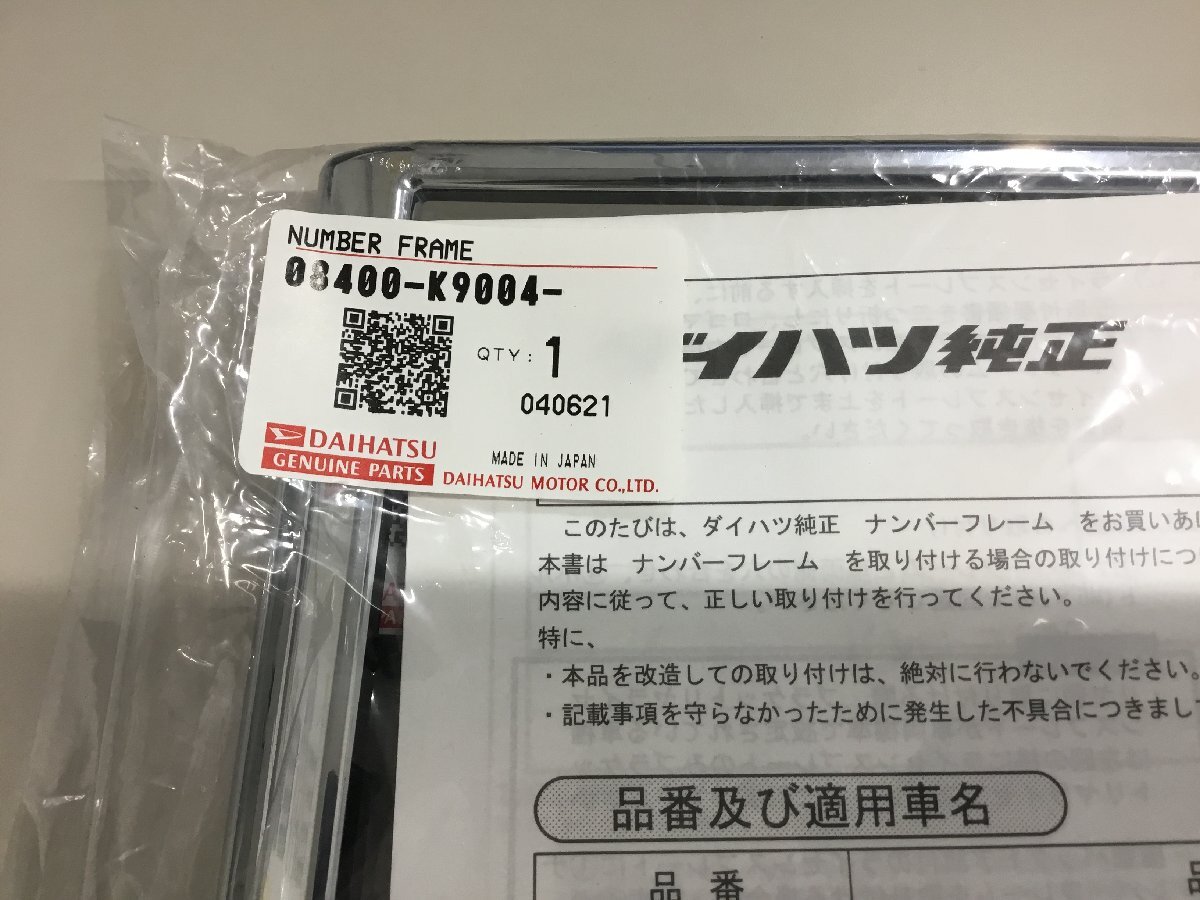 NUMBER FRAME
08400-K9004-
QTY: 1
040621
DAIHATSU
GENUINE PARTS
MADE IN JAPAN
DAIHATSU MOTOR CO.,LTD.
イハツ純正
このたびは、ダイハツ純正 ナンバーフレーム をお買いあ
本書は ナンバーフレーム を取り付ける場合の取り付けにつ
内容に従って、正しい取り付けを行ってください。
特に、
・本品を改造しての取り付けは、絶対に行わないでください。
・記載事項を守らなかったために発生した不具合につきまし
品番及び適用車名
品番